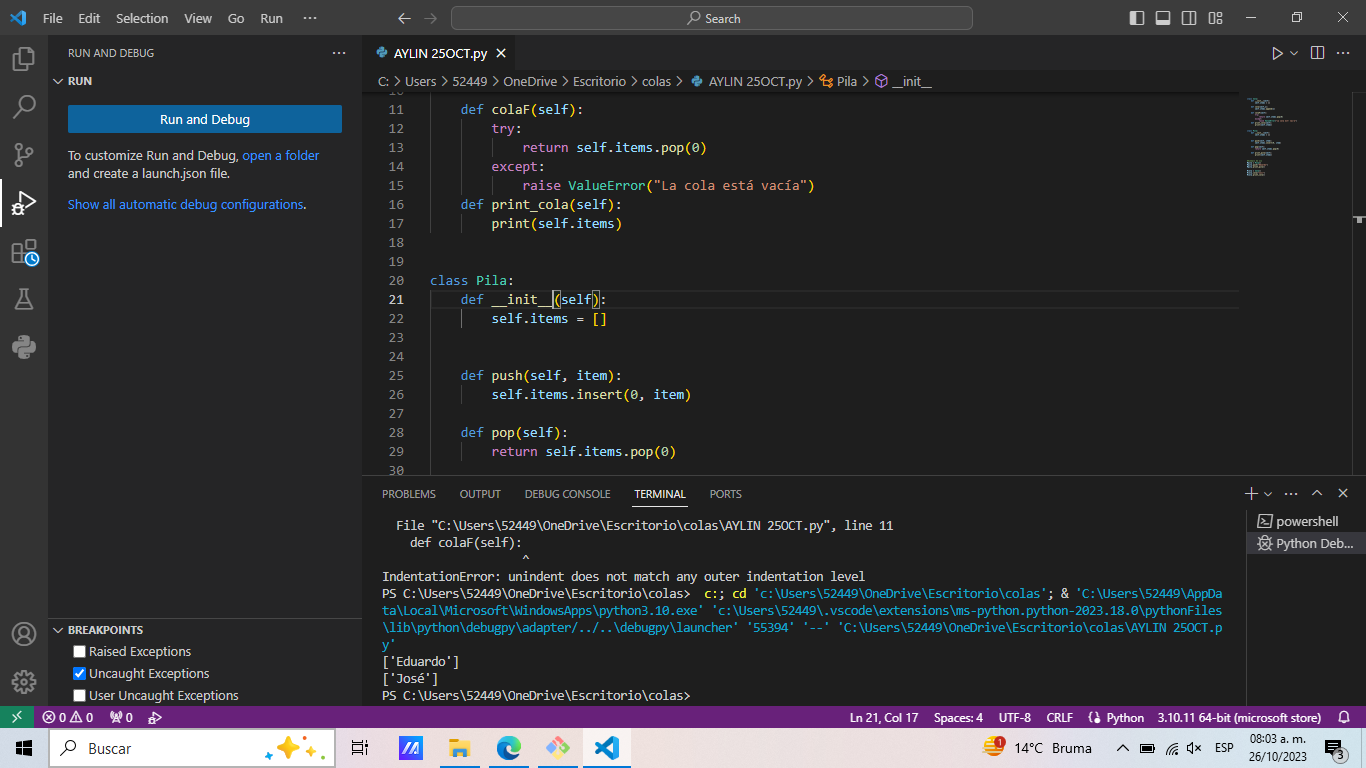 File Edit Selection View Go Run ··· Search
RUN AND DEBUG ···
RUN
Run and Debug
To customize Run and Debug, open a folder
and create a launch.json file.
Show all automatic debug configurations.
BREAKPOINTS
Raised Exceptions
Uncaught Exceptions
User Uncaught Exceptions
AYLIN 25OCT.py
C: > Users > 52449 > OneDrive > Escritorio > colas > AYLIN 25OCT.py > Pila > __init__
10
11 def colaF(self):
12 try:
13 return self.items.pop(0)
14 except:
15 raise ValueError("La cola está vacía")
16 def print_cola(self):
17 print(self.items)
18
19
20 class Pila:
21 def __init__(self):
22 self.items = []
23
24
25 def push(self, item):
26 self.items.insert(0, item)
27
28 def pop(self):
29 return self.items.pop(0)
30
PROBLEMS OUTPUT DEBUG CONSOLE TERMINAL PORTS
File "C:\Users\52449\OneDrive\Escritorio\colas\AYLIN 25OCT.py", line 11
def colaF(self):
^
IndentationError: unindent does not match any outer indentation level
PS C:\Users\52449\OneDrive\Escritorio\colas> c:; cd 'c:\Users\52449\OneDrive\Escritorio\colas'; & 'C:\Users\52449\AppDa
ta\Local\Microsoft\WindowsApps\python3.10.exe' 'c:\Users\52449\.vscode\extensions\ms-python.python-2023.18.0\pythonFiles
\lib\python\debugpy\adapter/../..\debugpy\launcher' '55394' '--' 'C:\Users\52449\OneDrive\Escritorio\colas\AYLIN 25OCT.p
y'
['Eduardo']
['José']
PS C:\Users\52449\OneDrive\Escritorio\colas>
powershell
Python Deb...
0 0 0
Ln 21, Col 17 Spaces: 4 UTF-8 CRLF Python 3.10.11 64-bit (microsoft store)
Buscar
1 14°C Bruma ESP 08:03 a. m.
26/10/2023 3